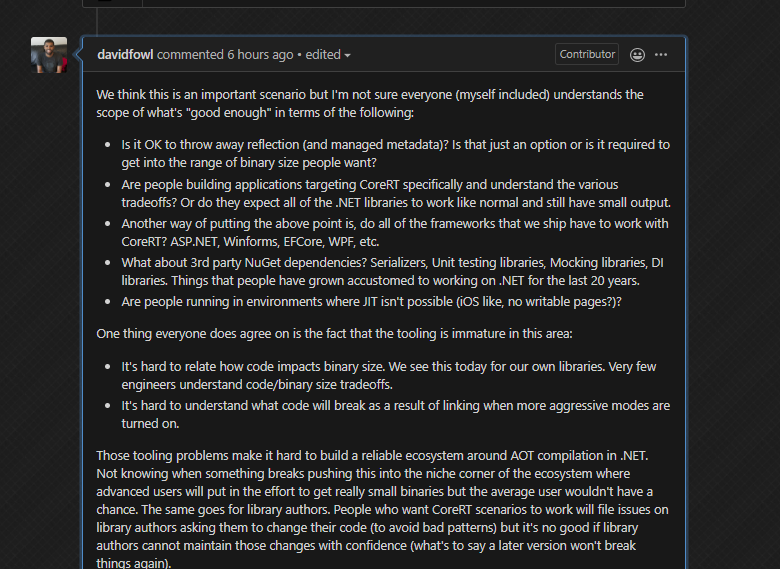 davidfowl commented 6 hours ago • edited
Contributor
We think this is an important scenario but I'm not sure everyone (myself included) understands the
scope of what's "good enough" in terms of the following:
• Is it OK to throw away reflection (and managed metadata)? Is that just an option or is it required to
get into the range of binary size people want?
• Are people building applications targeting CoreRT specifically and understand the various
tradeoffs? Or do they expect all of the .NET libraries to work like normal and still have small output.
• Another way of putting the above point is, do all of the frameworks that we ship have to work with
CoreRT? ASP.NET, Winforms, EFCore, WPF, etc.
• What about 3rd party NuGet dependencies? Serializers, Unit testing libraries, Mocking libraries, DI
libraries. Things that people have grown accustomed to working on .NET for the last 20 years.
• Are people running in environments where JIT isn't possible (iOS like, no writable pages?)?
One thing everyone does agree on is the fact that the tooling is immature in this area:
• It's hard to relate how code impacts binary size. We see this today for our own libraries. Very few
engineers understand code/binary size tradeoffs.
• It's hard to understand what code will break as a result of linking when more aggressive modes are
turned on.
Those tooling problems make it hard to build a reliable ecosystem around AOT compilation in .NET.
Not knowing when something breaks pushing this into the niche corner of the ecosystem where
advanced users will put in the effort to get really small binaries but the average user wouldn't have a
chance. The same goes for library authors. People who want CoreRT scenarios to work will file issues on
library authors asking them to change their code (to avoid bad patterns) but it's no good if library
authors cannot maintain those changes with confidence (what's to say a later version won't break
things again).